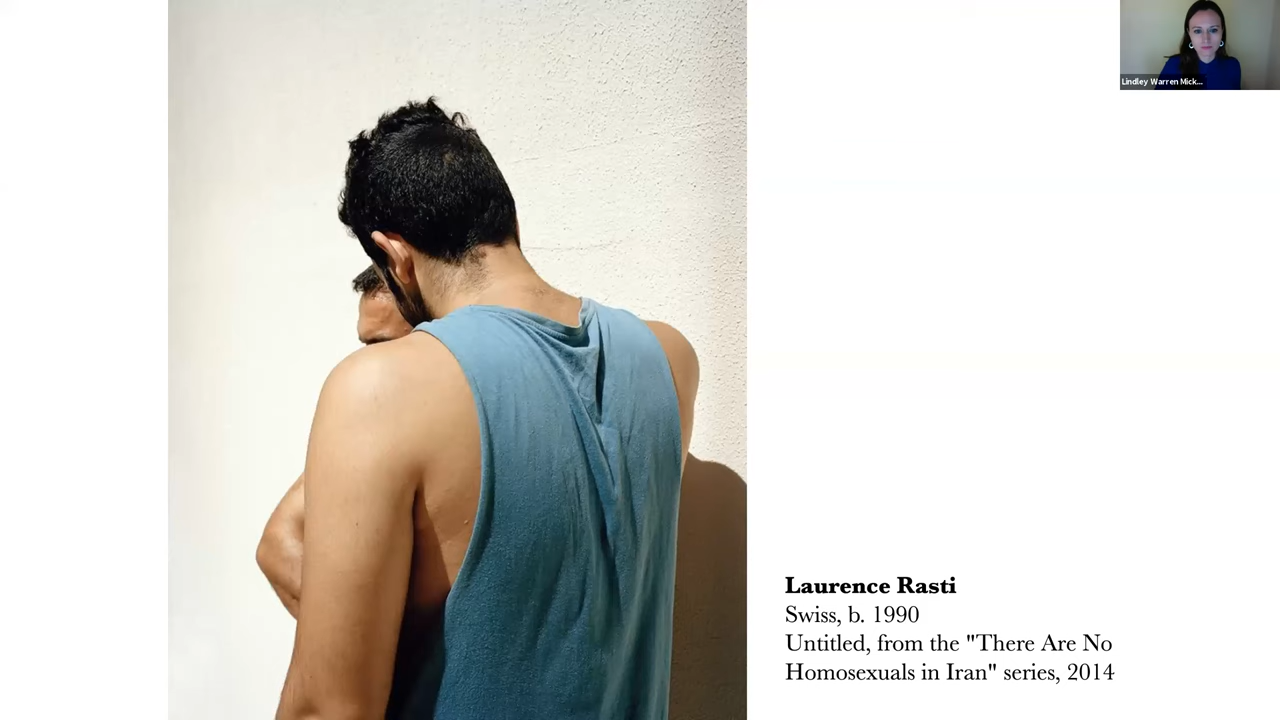 Lindley Warren Mick...
Laurence Rasti
Swiss, b. 1990
Untitled, from the "There Are No
Homosexuals in Iran" series, 2014